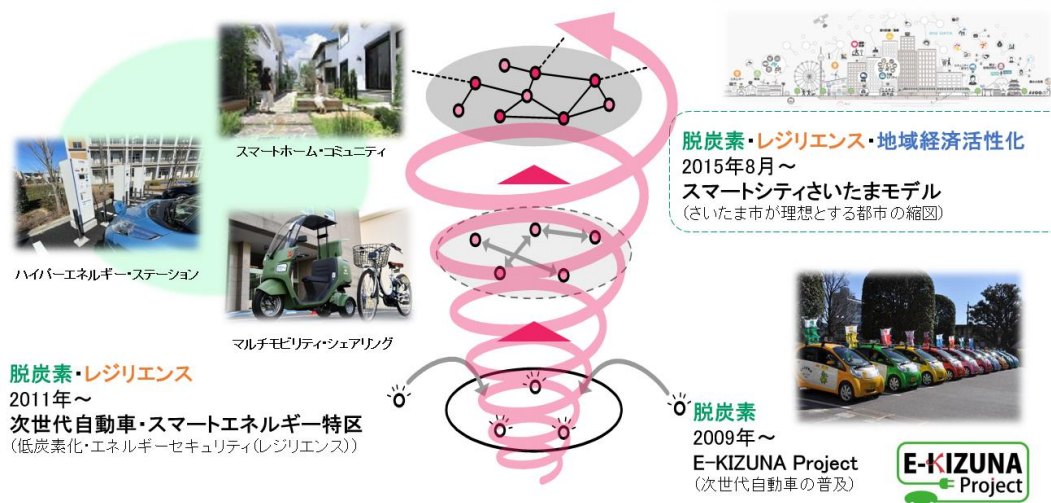 スマートホーム・コミュニティ
ハイパーエネルギー・ステーション
マルチモビリティ・シェアリング
脱炭素・レジリエンス・地域経済活性化
2015年8月~
スマートシティさいたまモデル
(さいたま市が理想とする都市の縮図)
脱炭素・レジリエンス
2011年~
次世代自動車・スマートエネルギー特区
(低炭素化・エネルギーセキュリティ(レジリエンス))
脱炭素
2009年~
E-KIZUNA Project
(次世代自動車の普及)
E-KIZUNA
Project